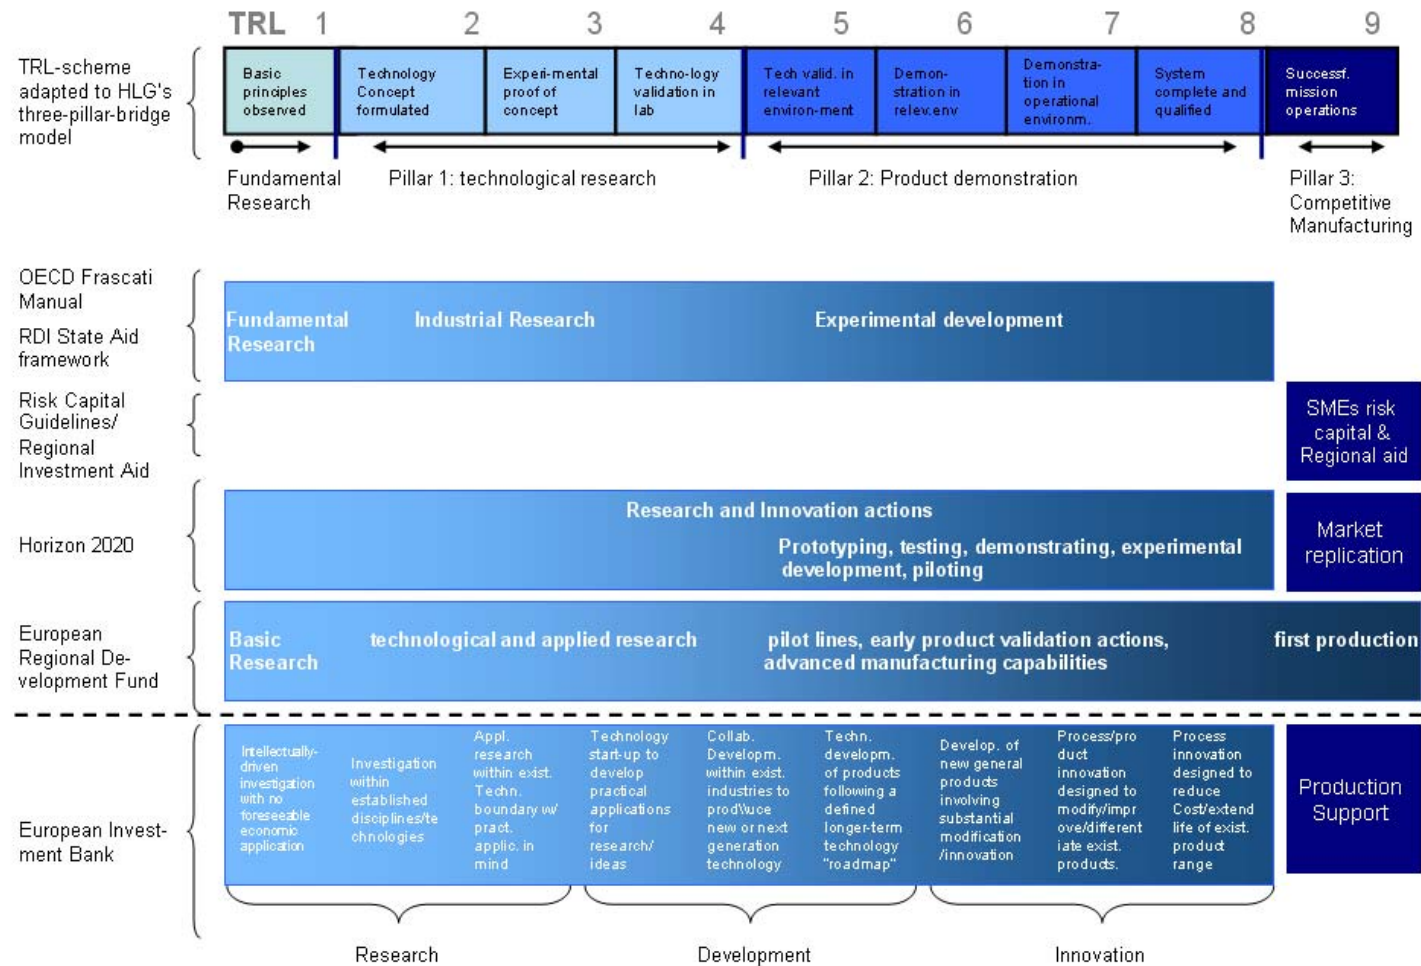 TRL 1 2 3 4 5 6 7 8 9
TRL-scheme
adapted to HLG's
three-pillar-bridge
model
Basic
principles
observed
Technology
Concept
formulated
Experi-mental
proof of
concept
Techno-logy
validation in
lab
Tech valid. in
relevant
environ-ment
Demon-
stration in
relev.env
Demonstra-
tion in
operational
environm.
System
complete and
qualified
Successf.
mission
operations
Fundamental
Research
Pillar 1: technological research
Pillar 2: Product demonstration
Pillar 3:
Competitive
Manufacturing
OECD Frascati
Manual
RDI State Aid
framework
Fundamental
Research
Industrial Research
Experimental development
Risk Capital
Guidelines/
Regional
Investment Aid
SMEs risk
capital &
Regional aid
Horizon 2020
Research and Innovation actions
Prototyping, testing, demonstrating, experimental
development, piloting
Market
replication
European
Regional De-
velopment Fund
Basic
Research
technological and applied research
pilot lines, early product validation actions,
advanced manufacturing capabilities
first production
European Invest-
ment Bank
Intellectually-
driven
investigation
with no
foreseeable
economic
application
Investigation
within
established
disciplines/te
chnologies
Appl.
research
within exist.
Techn.
boundary w/
pract.
applic. in
mind
Technology
start-up to
develop
practical
applications
for
research/
ideas
Collab.
Developm.
within exist.
industries to
prod\\uce
new or next
generation
technology
Techn.
developm.
of products
following a
defined
longer-term
technology
"roadmap"
Develop. of
new general
products
involving
substantial
modification
/innovation
Process/pro
duct
innovation
designed to
modify/impr
ove/different
iate exist.
products.
Process
innovation
designed to
reduce
Cost/extend
life of exist.
product
range
Production
Support
Research
Development
Innovation